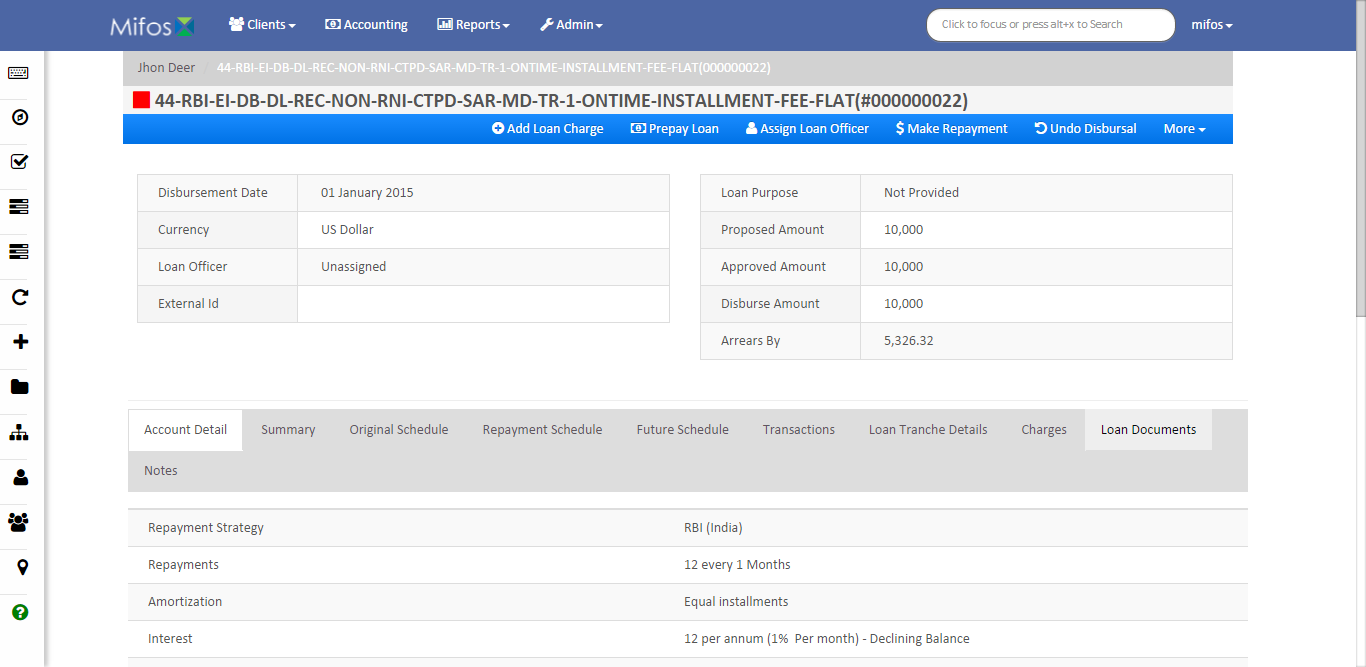 Mifos Clients Accounting Reports Admin Click to focus or press alt+x to Search mifos
Jhon Deer / 44-RBI-EI-DB-DL-REC-NON-RNI-CTPD-SAR-MD-TR-1-ONTIME-INSTALLMENT-FEE-FLAT(000000022)
44-RBI-EI-DB-DL-REC-NON-RNI-CTPD-SAR-MD-TR-1-ONTIME-INSTALLMENT-FEE-FLAT(#000000022)
Add Loan Charge Prepay Loan Assign Loan Officer $ Make Repayment Undo Disbursal More
Disbursement Date 01 January 2015
Currency US Dollar
Loan Officer Unassigned
External Id
Loan Purpose Not Provided
Proposed Amount 10,000
Approved Amount 10,000
Disburse Amount 10,000
Arrears By 5,326.32
Account Detail Summary Original Schedule Repayment Schedule Future Schedule Transactions Loan Tranche Details Charges Loan Documents
Notes
Repayment Strategy RBI (India)
Repayments 12 every 1 Months
Amortization Equal installments
Interest 12 per annum (1% Per month) - Declining Balance